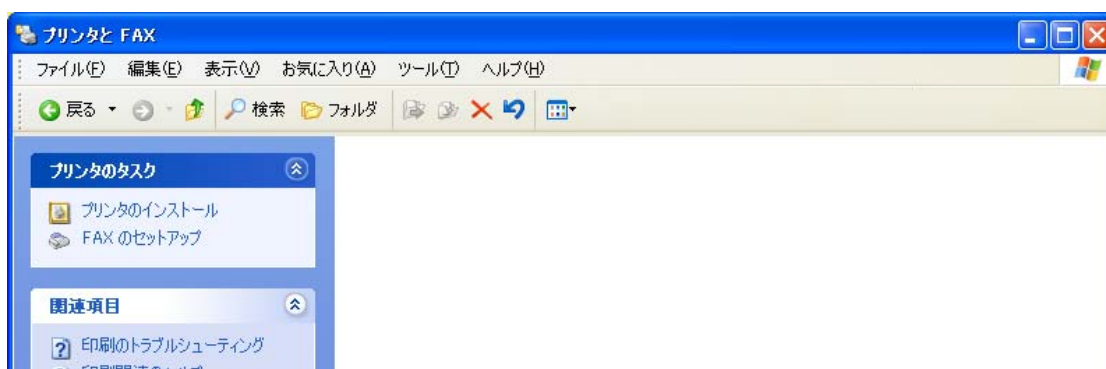 プリンタと FAX
ファイル(F) 編集(E) 表示(V) お気に入り(A) ツール(T) ヘルプ(H)
戻る 検索 フォルダ
プリンタのタスク
プリンタのインストール
FAX のセットアップ
関連項目
印刷のトラブルシューティング